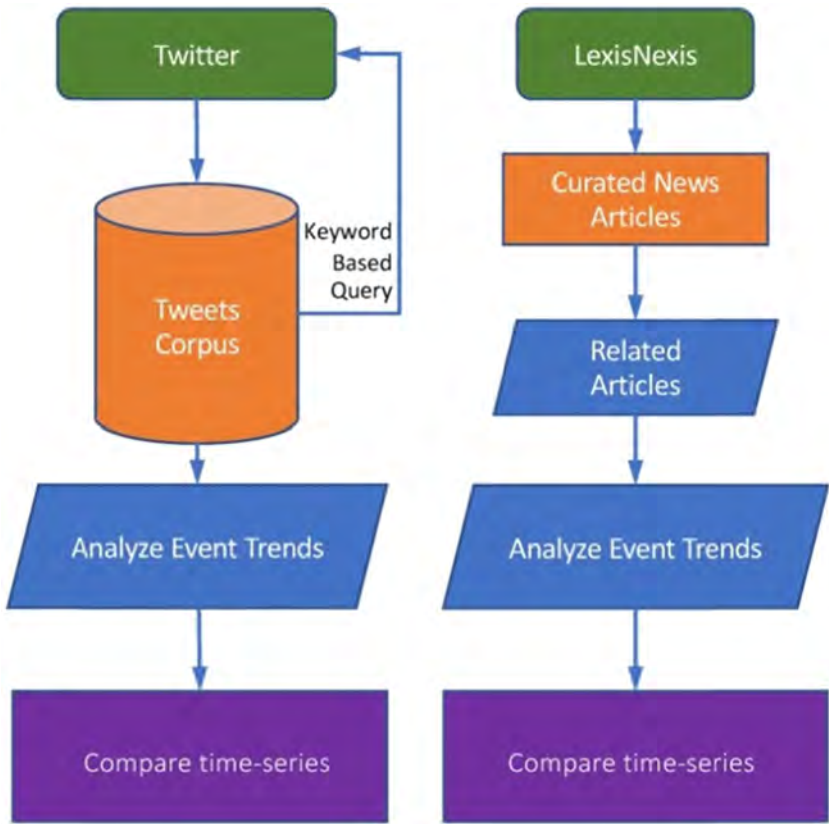 Twitter
Keyword
Based
Query
Tweets
Corpus
Analyze Event Trends
Compare time-series
LexisNexis
Curated News
Articles
Related
Articles
Analyze Event Trends
Compare time-series